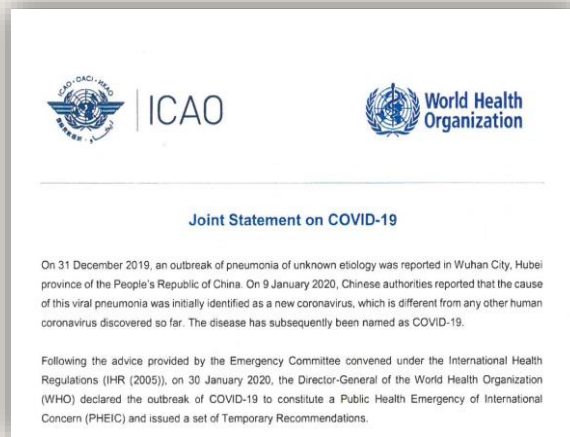 ICAO · OACI · ИКАО
ICAO
World Health
Organization
Joint Statement on COVID-19
On 31 December 2019, an outbreak of pneumonia of unknown etiology was reported in Wuhan City, Hubei
province of the People's Republic of China. On 9 January 2020, Chinese authorities reported that the cause
of this viral pneumonia was initially identified as a new coronavirus, which is different from any other human
coronavirus discovered so far. The disease has subsequently been named as COVID-19.
Following the advice provided by the Emergency Committee convened under the International Health
Regulations (IHR (2005)), on 30 January 2020, the Director-General of the World Health Organization
(WHO) declared the outbreak of COVID-19 to constitute a Public Health Emergency of International
Concern (PHEIC) and issued a set of Temporary Recommendations.